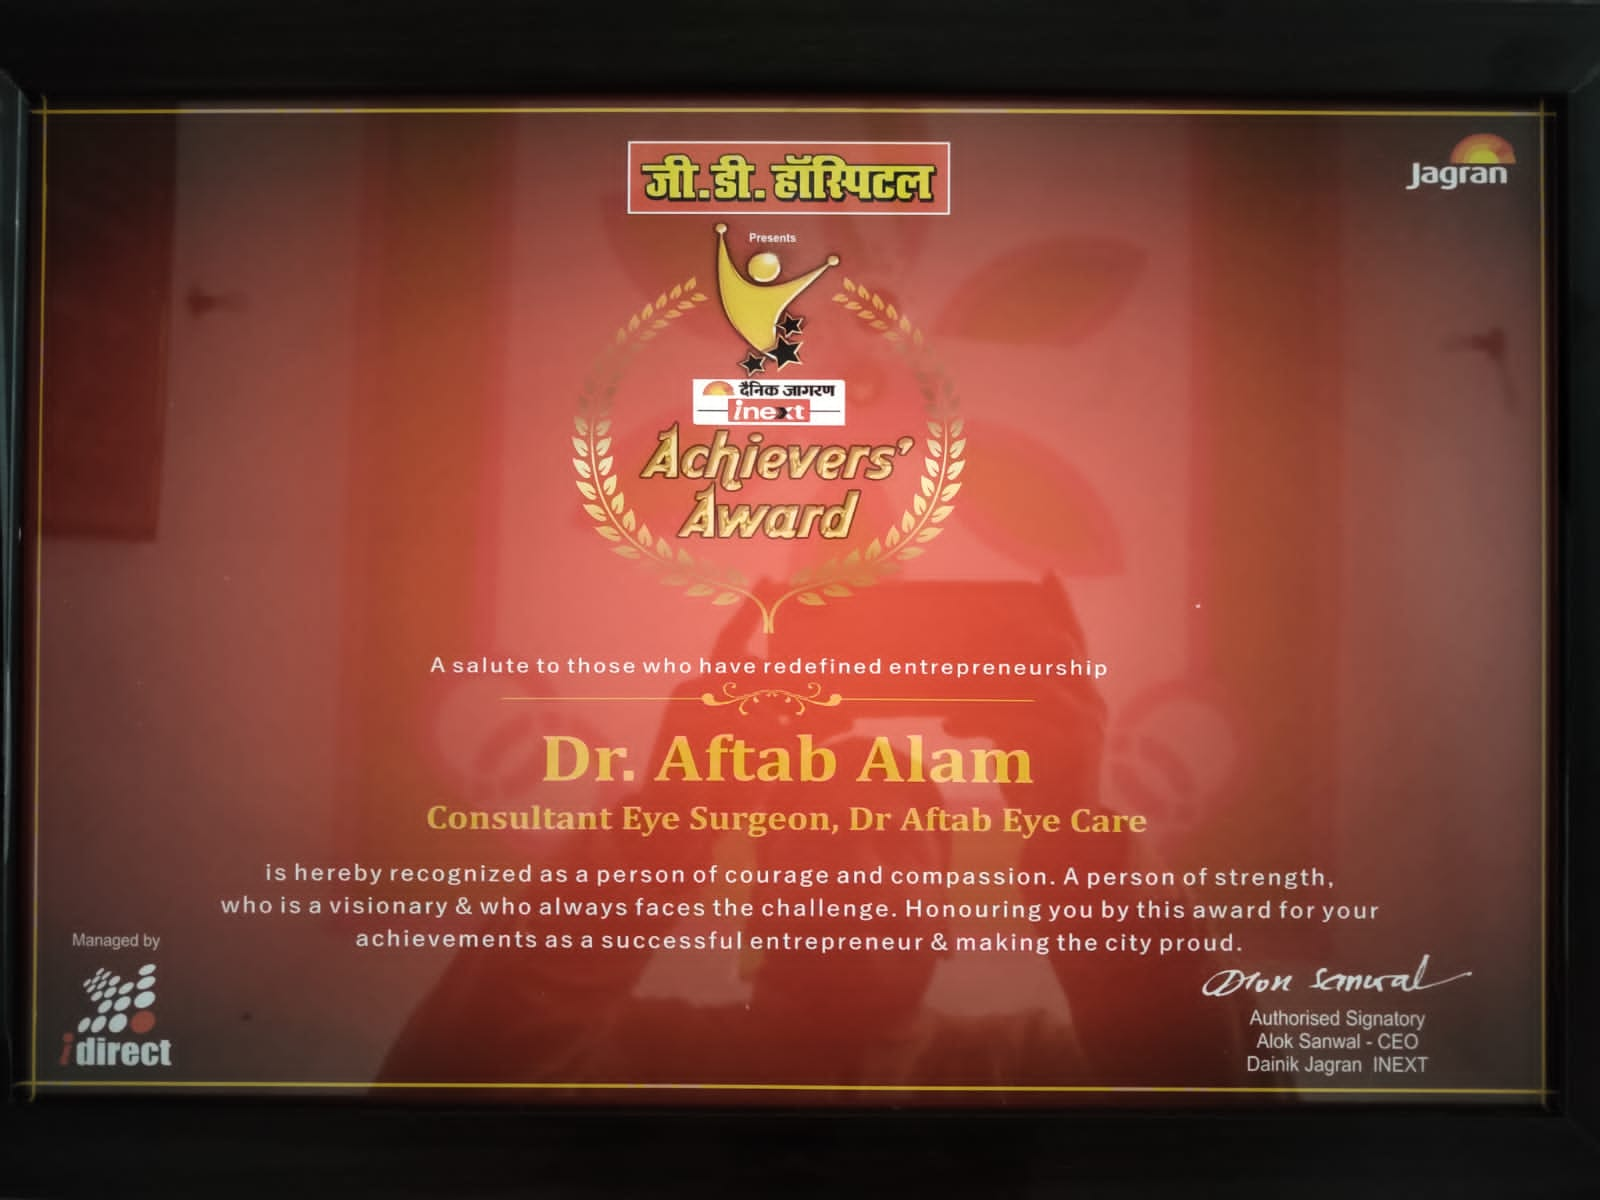 जी.डी. हॉस्पिटल
Jagran
Presents
दैनिक जागरण
inext
Achievers'
Award
A salute to those who have redefined entrepreneurship
Dr. Aftab Alam
Consultant Eye Surgeon, Dr Aftab Eye Care
is hereby recognized as a person of courage and compassion. A person of strength,
who is a visionary & who always faces the challenge. Honouring you by this award for your
achievements as a successful entrepreneur & making the city proud.
Managed by
idirect
Authorised Signatory
Alok Sanwal - CEO
Dainik Jagran INEXT